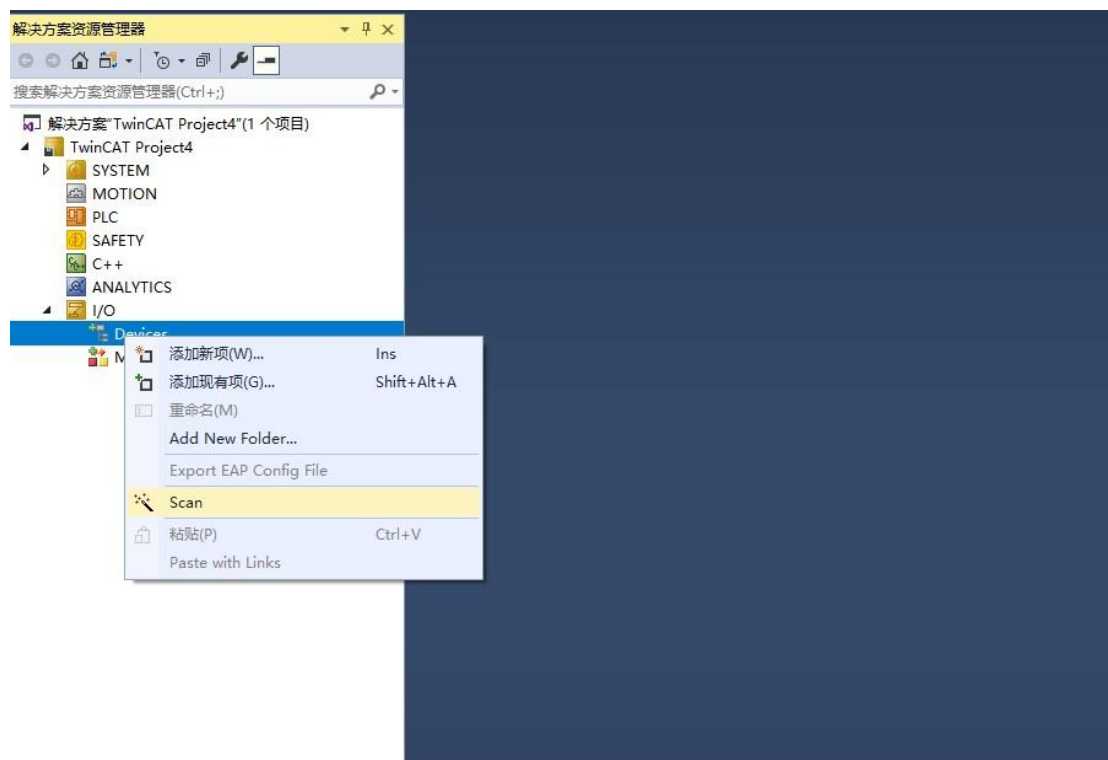 解决方案资源管理器
搜索解决方案资源管理器(Ctrl+;)
解决方案"TwinCAT Project4"(1 个项目)
TwinCAT Project4
SYSTEM
MOTION
PLC
SAFETY
C++
ANALYTICS
I/O
Devices
M
添加新项(W)... Ins
添加现有项(G)... Shift+Alt+A
重命名(M)
Add New Folder...
Export EAP Config File
Scan
粘贴(P) Ctrl+V
Paste with Links